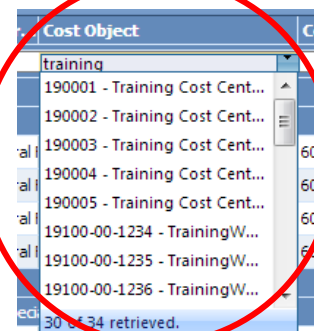 r. Cost Object C
training
190001 - Training Cost Cent...
190002 - Training Cost Cent...
190003 - Training Cost Cent...
190004 - Training Cost Cent...
190005 - Training Cost Cent...
19100-00-1234 - TrainingW...
19100-00-1235 - TrainingW...
19100-00-1236 - TrainingW...
30 of 34 retrieved.